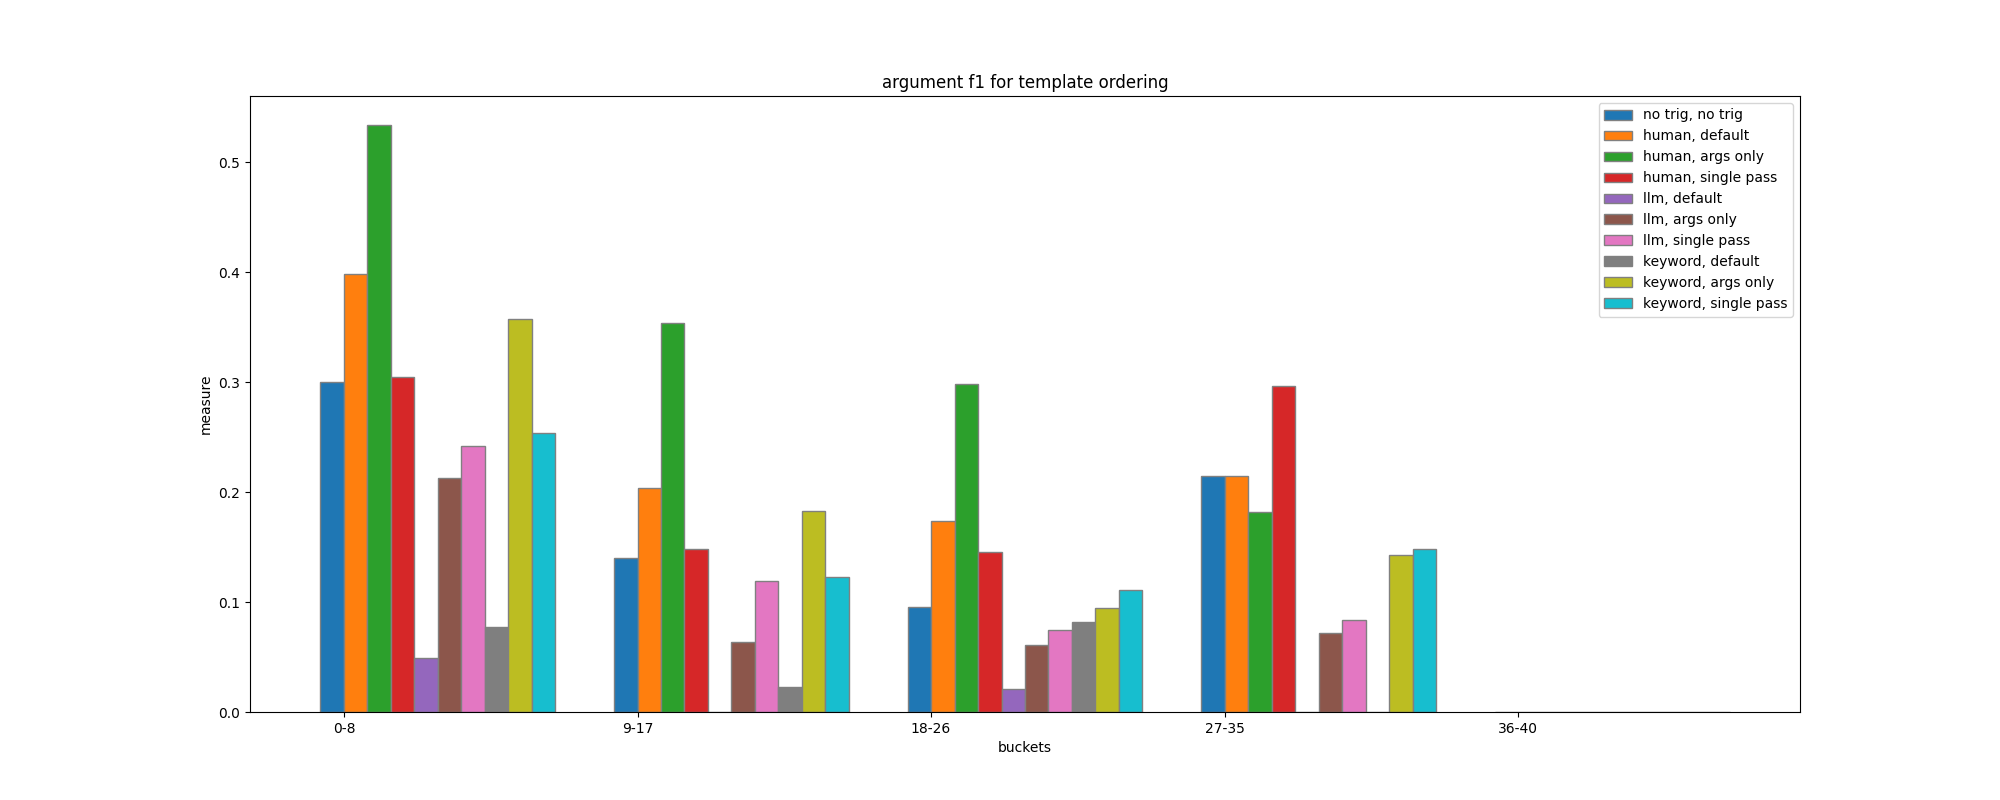 argument f1 for template ordering
no trig, no trig
human, default
human, args only
human, single pass
llm, default
llm, args only
llm, single pass
keyword, default
keyword, args only
keyword, single pass
0.5
0.4
0.3
0.2
0.1
0.0
measure
0-8 9-17 18-26 27-35 36-40
buckets